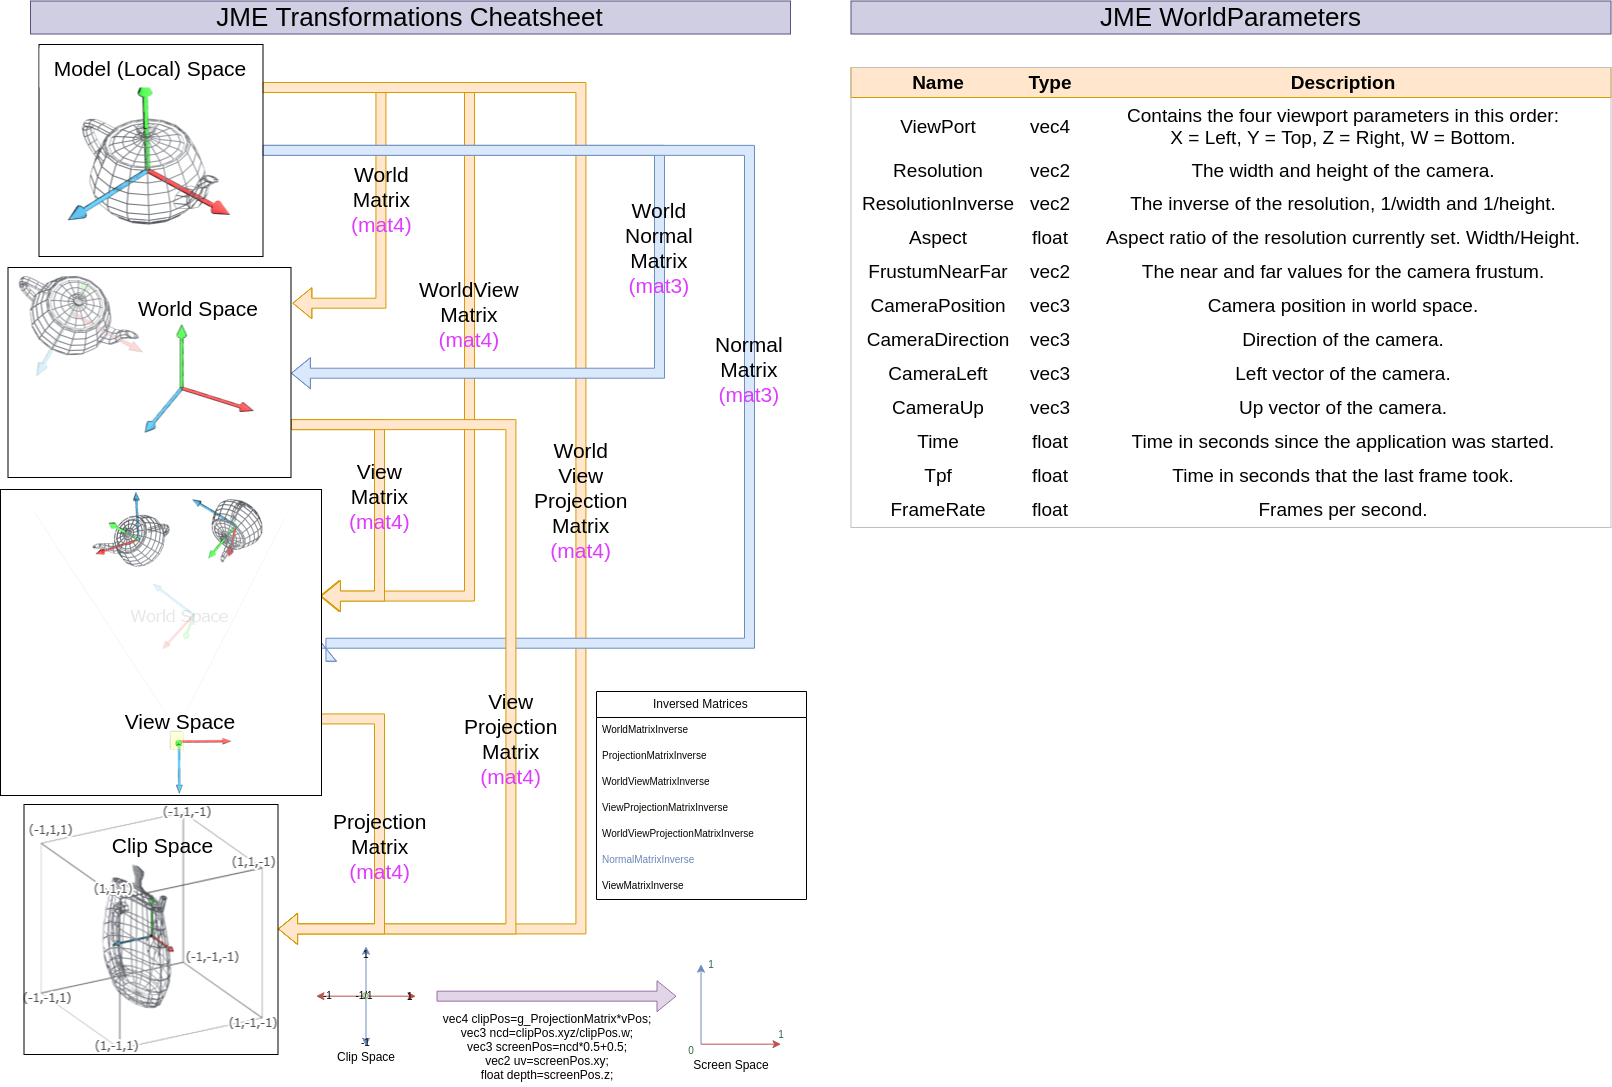 JME Transformations Cheatsheet
Model (Local) Space
World
Matrix
(mat4)
World
Normal
Matrix
(mat3)
World Space
WorldView
Matrix
(mat4)
Normal
Matrix
(mat3)
View
Matrix
(mat4)
World
View
Projection
Matrix
(mat4)
World Space
View Space
View
Projection
Matrix
(mat4)
Projection
Matrix
(mat4)
Clip Space
(-1,1,-1)
(-1,1,1)
(1,1,-1)
(1,1,1)
(-1,-1,-1)
(-1,-1,1)
(1,-1,-1)
(1,-1,1)
Inversed Matrices
WorldMatrixInverse
ProjectionMatrixInverse
WorldViewMatrixInverse
ViewProjectionMatrixInverse
WorldViewProjectionMatrixInverse
NormalMatrixInverse
ViewMatrixInverse
1
-1 -1/1 1
-1
Clip Space
vec4 clipPos=g_ProjectionMatrix*vPos;
vec3 ncd=clipPos.xyz/clipPos.w;
vec3 screenPos=ncd*0.5+0.5;
vec2 uv=screenPos.xy;
float depth=screenPos.z;
1
1
0
Screen Space
JME WorldParameters
Name Type Description
ViewPort vec4 Contains the four viewport parameters in this order:
X = Left, Y = Top, Z = Right, W = Bottom.
Resolution vec2 The width and height of the camera.
ResolutionInverse vec2 The inverse of the resolution, 1/width and 1/height.
Aspect float Aspect ratio of the resolution currently set. Width/Height.
FrustumNearFar vec2 The near and far values for the camera frustum.
CameraPosition vec3 Camera position in world space.
CameraDirection vec3 Direction of the camera.
CameraLeft vec3 Left vector of the camera.
CameraUp vec3 Up vector of the camera.
Time float Time in seconds since the application was started.
Tpf float Time in seconds that the last frame took.
FrameRate float Frames per second.